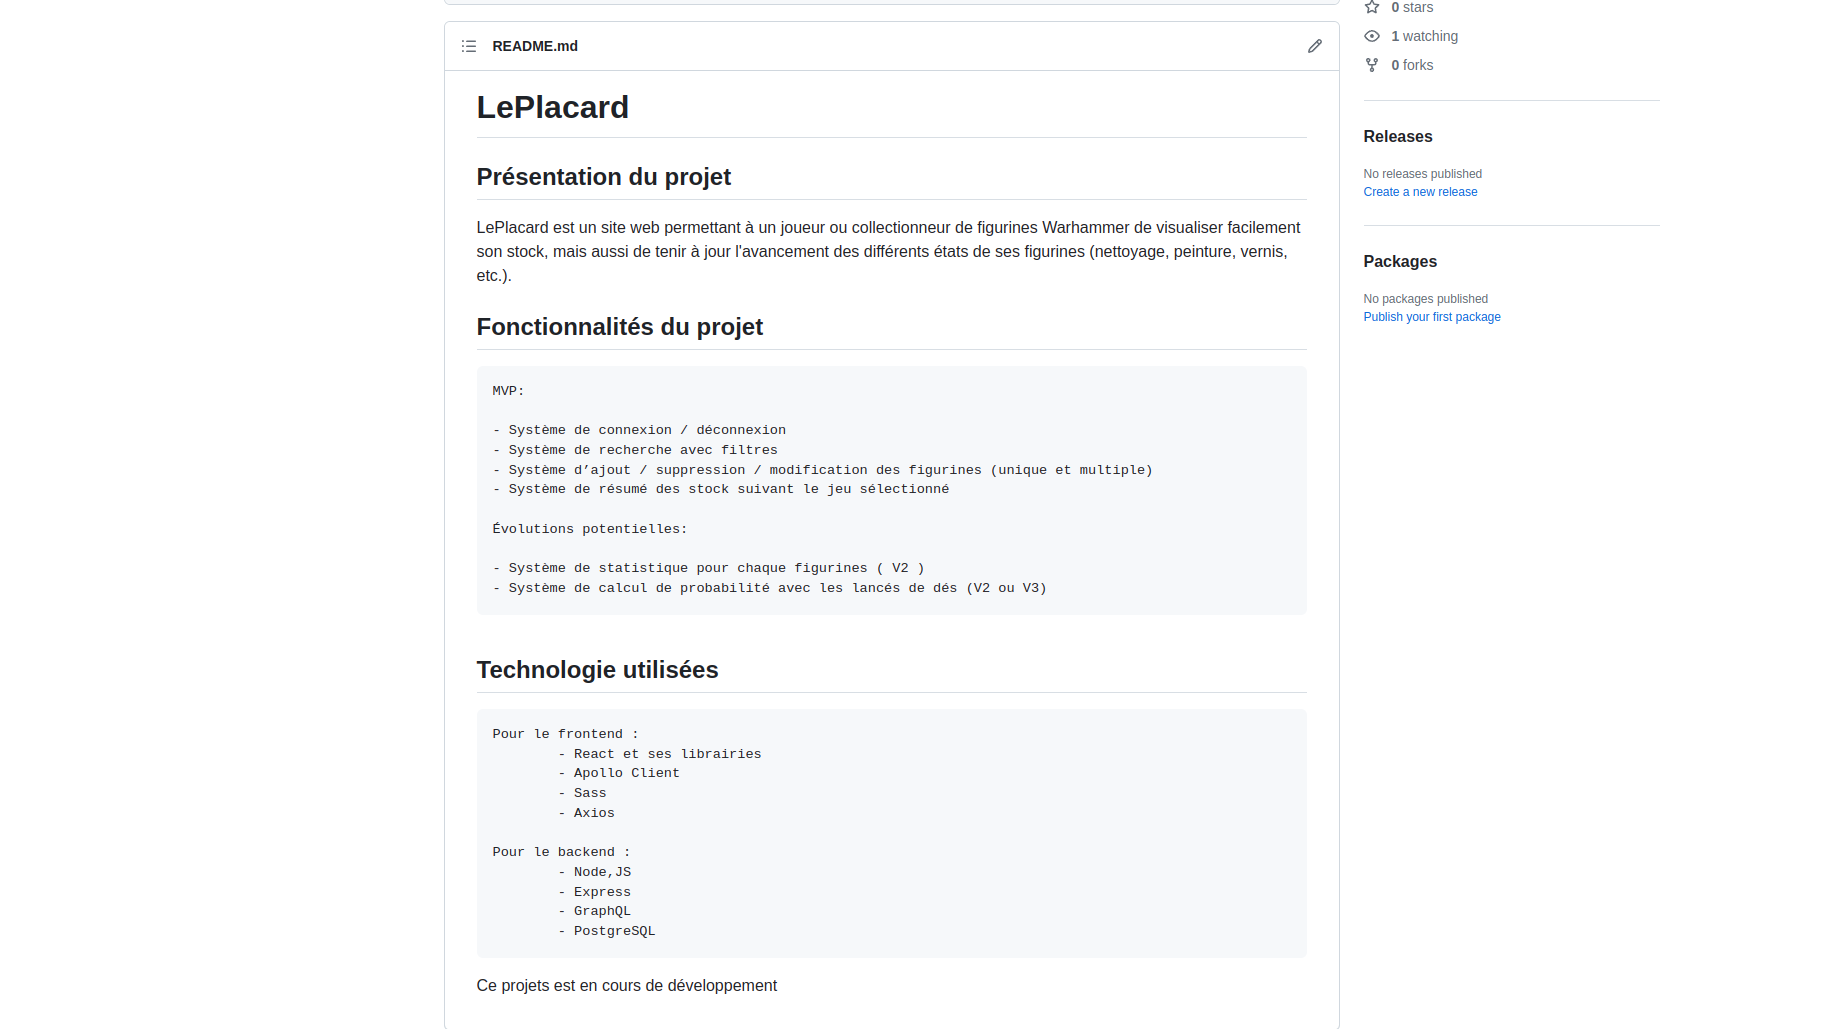 README.md
LePlacard
Présentation du projet
LePlacard est un site web permettant à un joueur ou collectionneur de figurines Warhammer de visualiser facilement
son stock, mais aussi de tenir à jour l'avancement des différents états de ses figurines (nettoyage, peinture, vernis,
etc.).
Fonctionnalités du projet
MVP:
- Système de connexion / déconnexion
- Système de recherche avec filtres
- Système d’ajout / suppression / modification des figurines (unique et multiple)
- Système de résumé des stock suivant le jeu sélectionné
Évolutions potentielles:
- Système de statistique pour chaque figurines ( V2 )
- Système de calcul de probabilité avec les lancés de dés (V2 ou V3)
Technologie utilisées
Pour le frontend :
- React et ses librairies
- Apollo Client
- Sass
- Axios
Pour le backend :
- Node,JS
- Express
- GraphQL
- PostgreSQL
Ce projets est en cours de développement
0 stars
1 watching
0 forks
Releases
No releases published
Create a new release
Packages
No packages published
Publish your first package